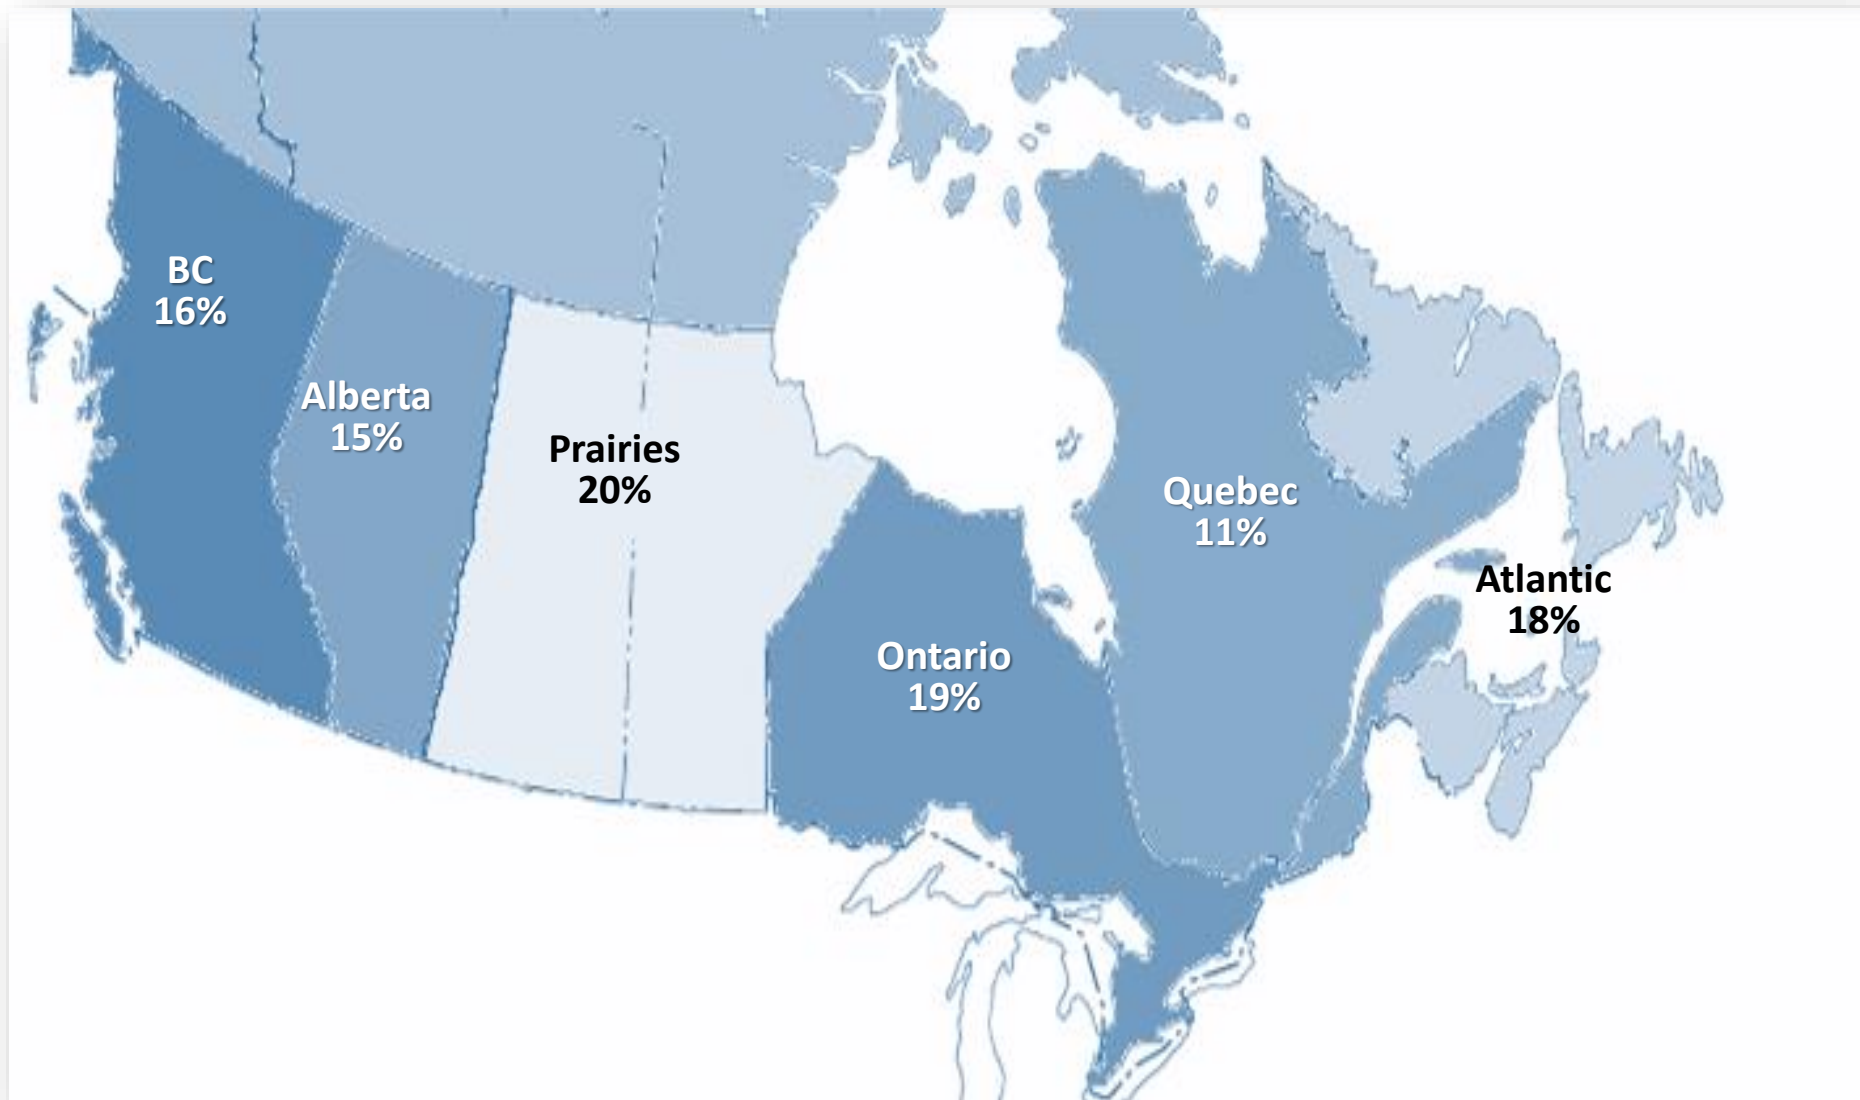 BC
16%
Alberta
15%
Prairies
20%
Quebec
11%
Atlantic
18%
Ontario
19%